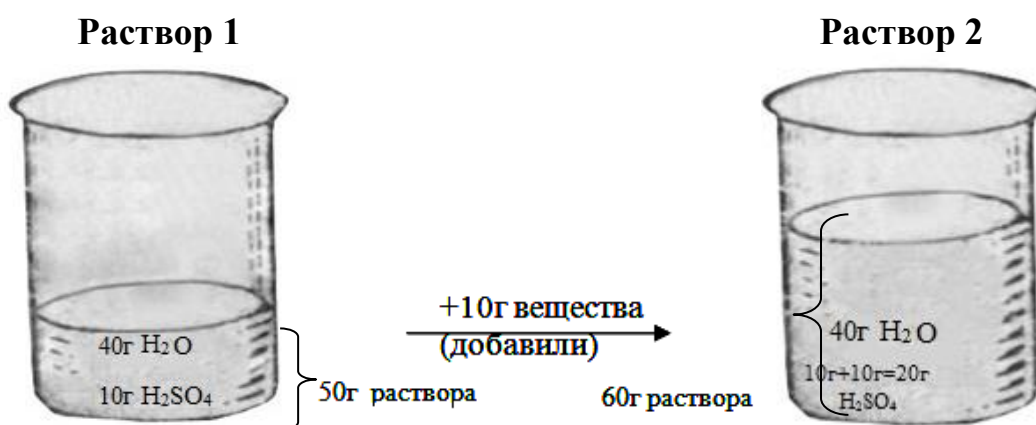 Раствор 1
Раствор 2
40г H₂O
10г H₂SO₄
50г раствора
+10г вещества
(добавили)
60г раствора
40г H₂O
10г+10г=20г
H₂SO₄